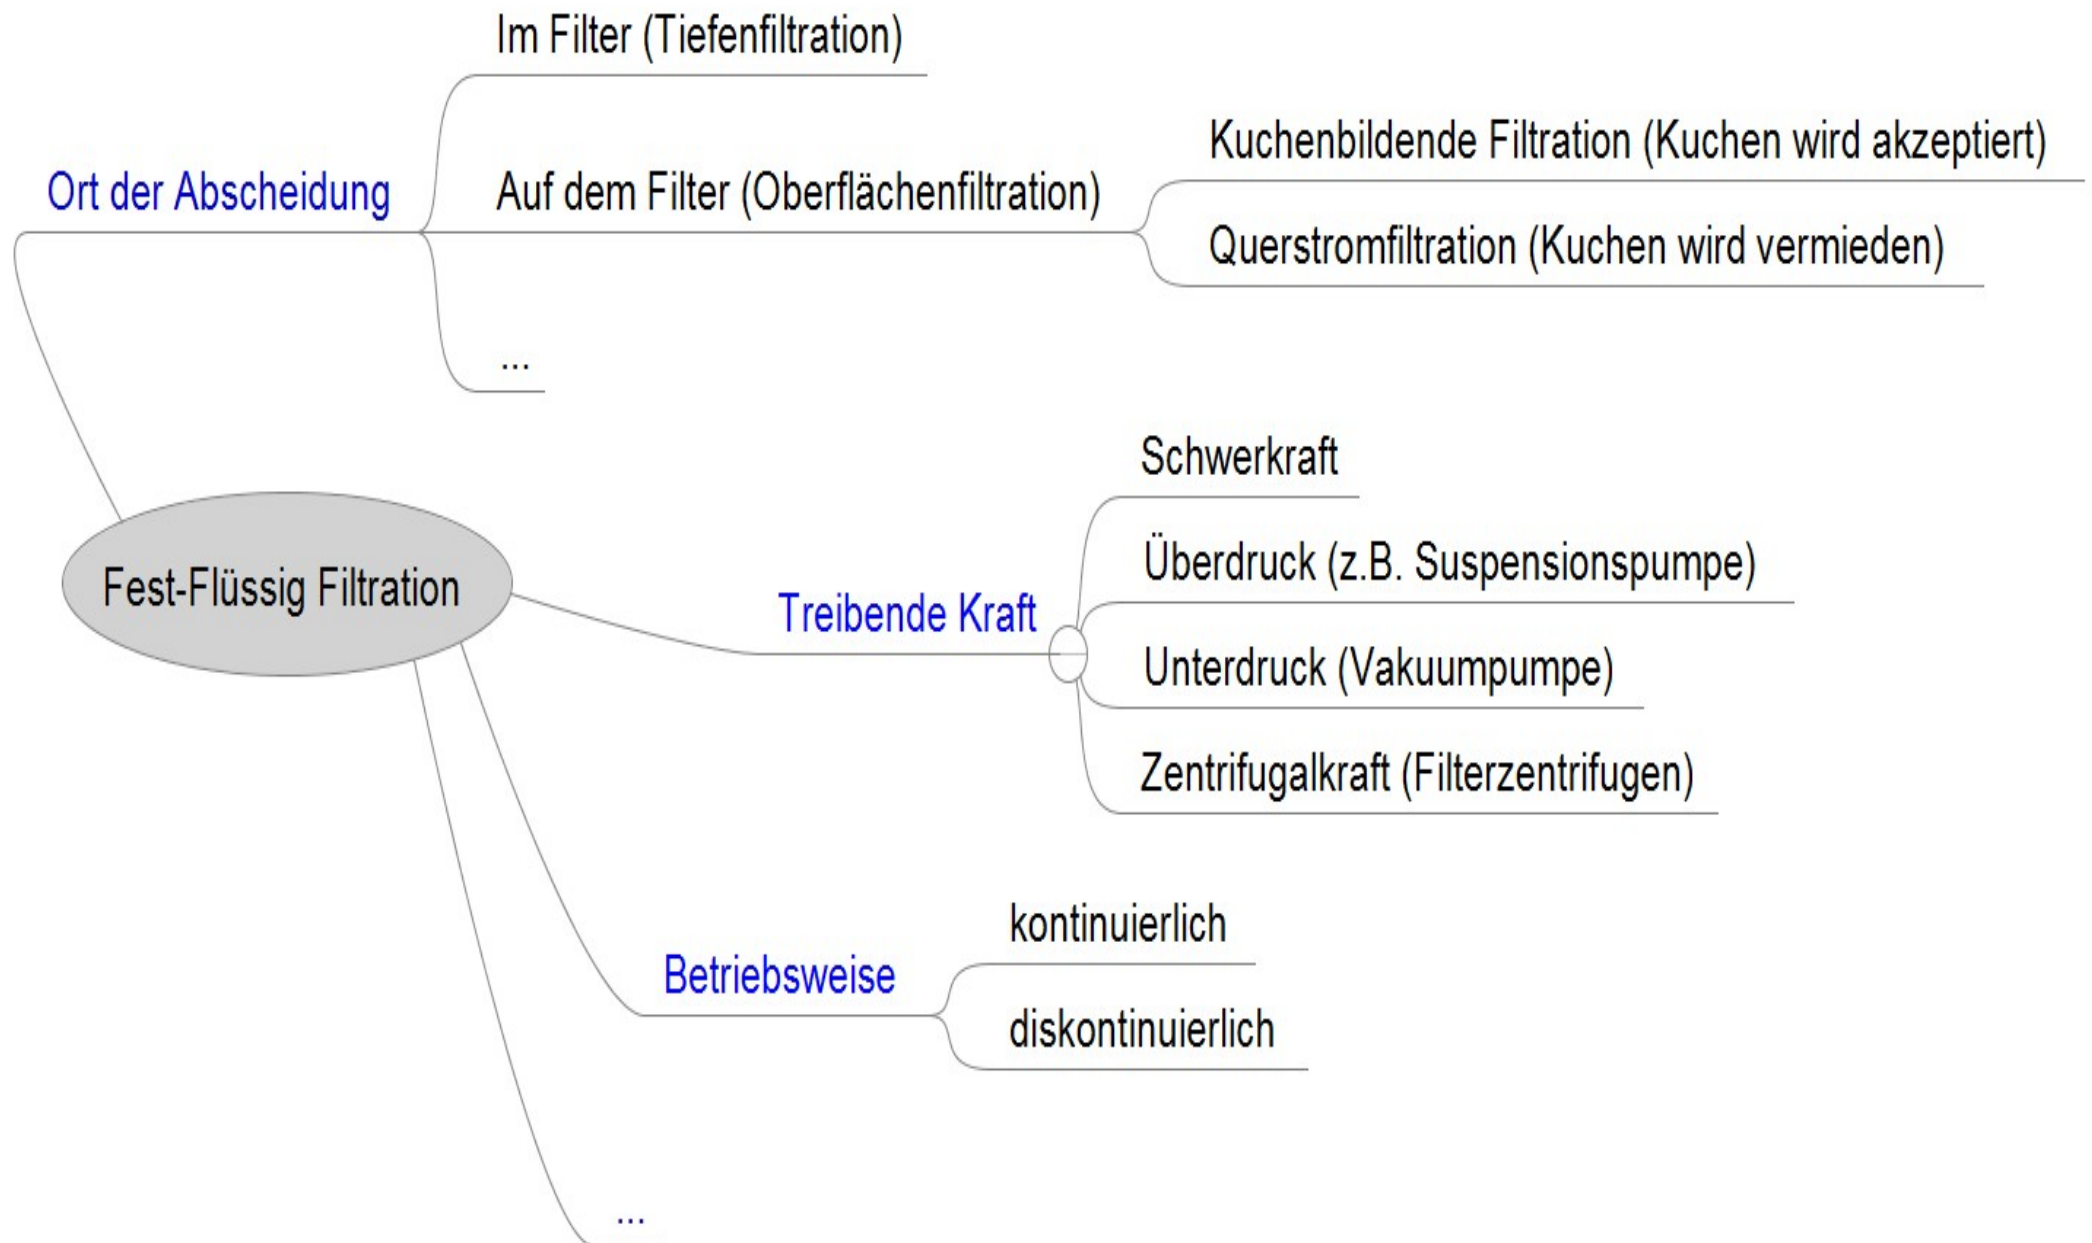 Im Filter (Tiefenfiltration)
Kuchenbildende Filtration (Kuchen wird akzeptiert)
Ort der Abscheidung
Auf dem Filter (Oberflächenfiltration)
Querstromfiltration (Kuchen wird vermieden)
...
Schwerkraft
Überdruck (z.B. Suspensionspumpe)
Fest-Flüssig Filtration
Treibende Kraft
Unterdruck (Vakuumpumpe)
Zentrifugalkraft (Filterzentrifugen)
kontinuierlich
Betriebsweise
diskontinuierlich
...